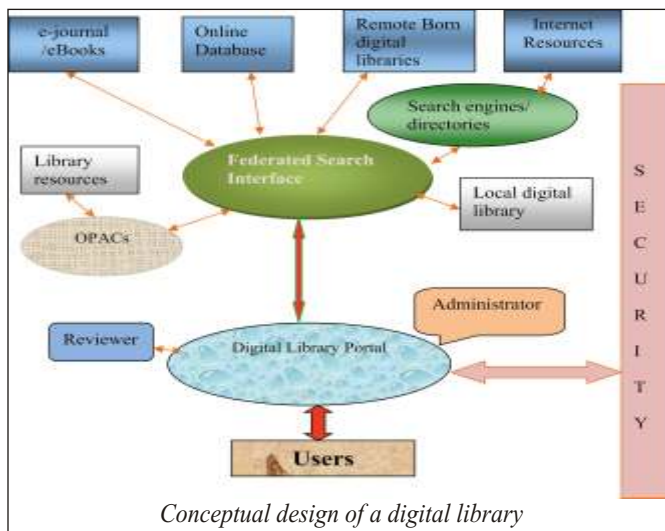 e-journal
/eBooks
Online
Database
Remote Born
digital
libraries
Internet
Resources
Search engines/
directories
Federated Search
Interface
Library
resources
Local digital
library
OPACs
Administrator
Reviewer
Digital Library Portal
Users
S
E
C
U
R
I
T
Y
Conceptual design of a digital library